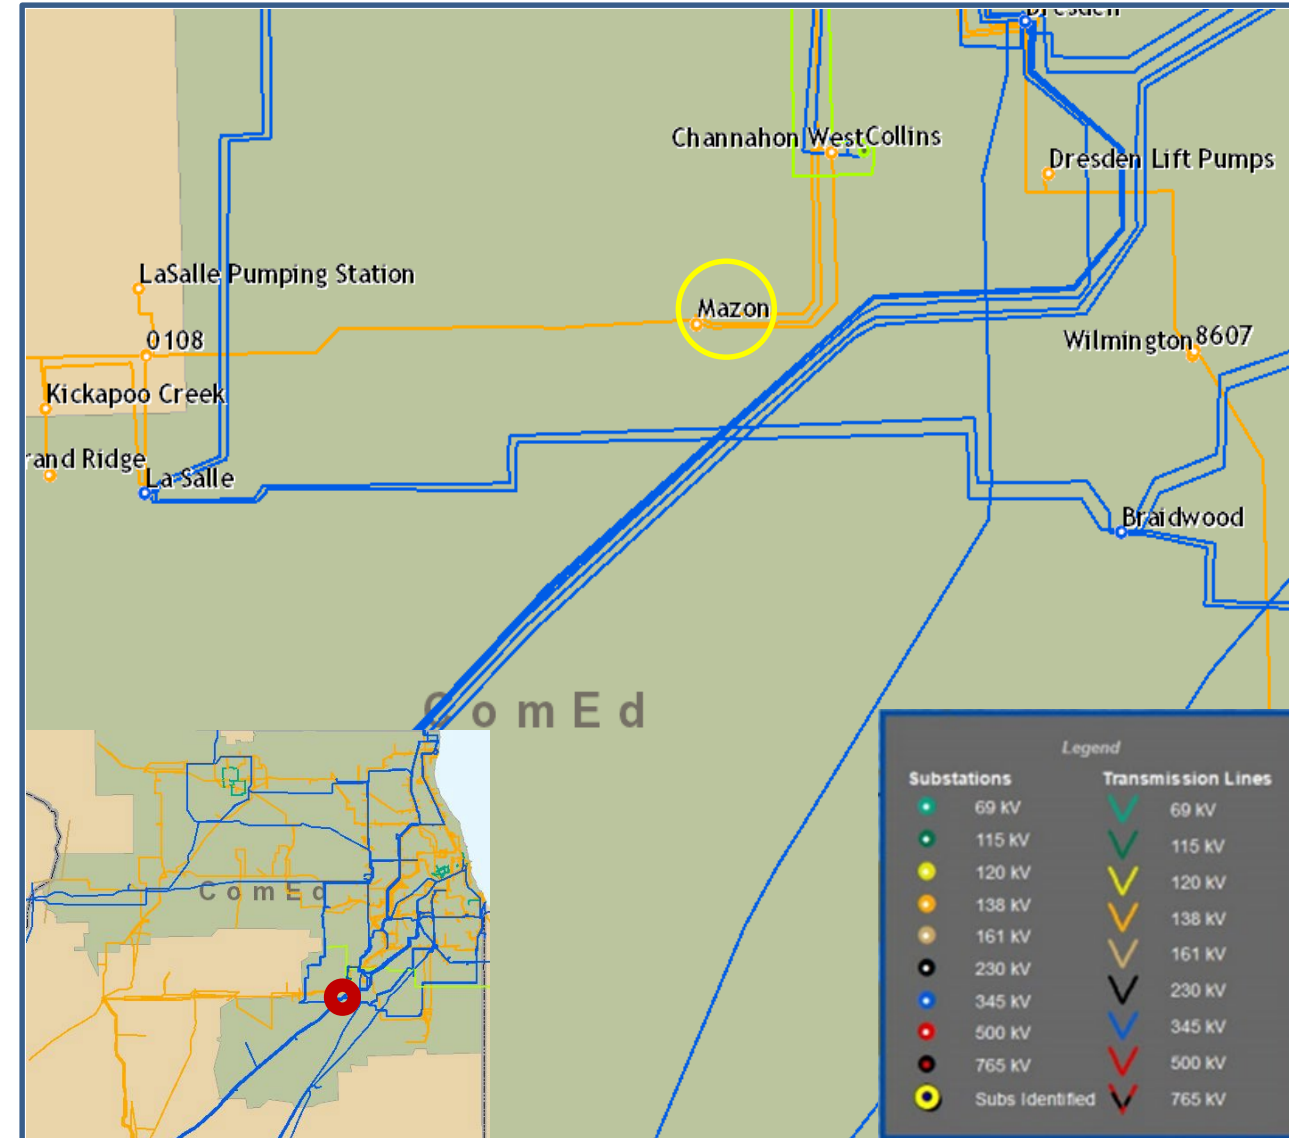 Dresden
Channahon West
Collins
Dresden Lift Pumps
LaSalle Pumping Station
Mazon
0108
Wilmington
8607
Kickapoo Creek
rand Ridge
La Salle
Braidwood
ComEd
ComEd
Legend
Substations Transmission Lines
69 kV 69 kV
115 kV 115 kV
120 kV 120 kV
138 kV 138 kV
161 kV 161 kV
230 kV 230 kV
345 kV 345 kV
500 kV 500 kV
765 kV 765 kV
Subs Identified